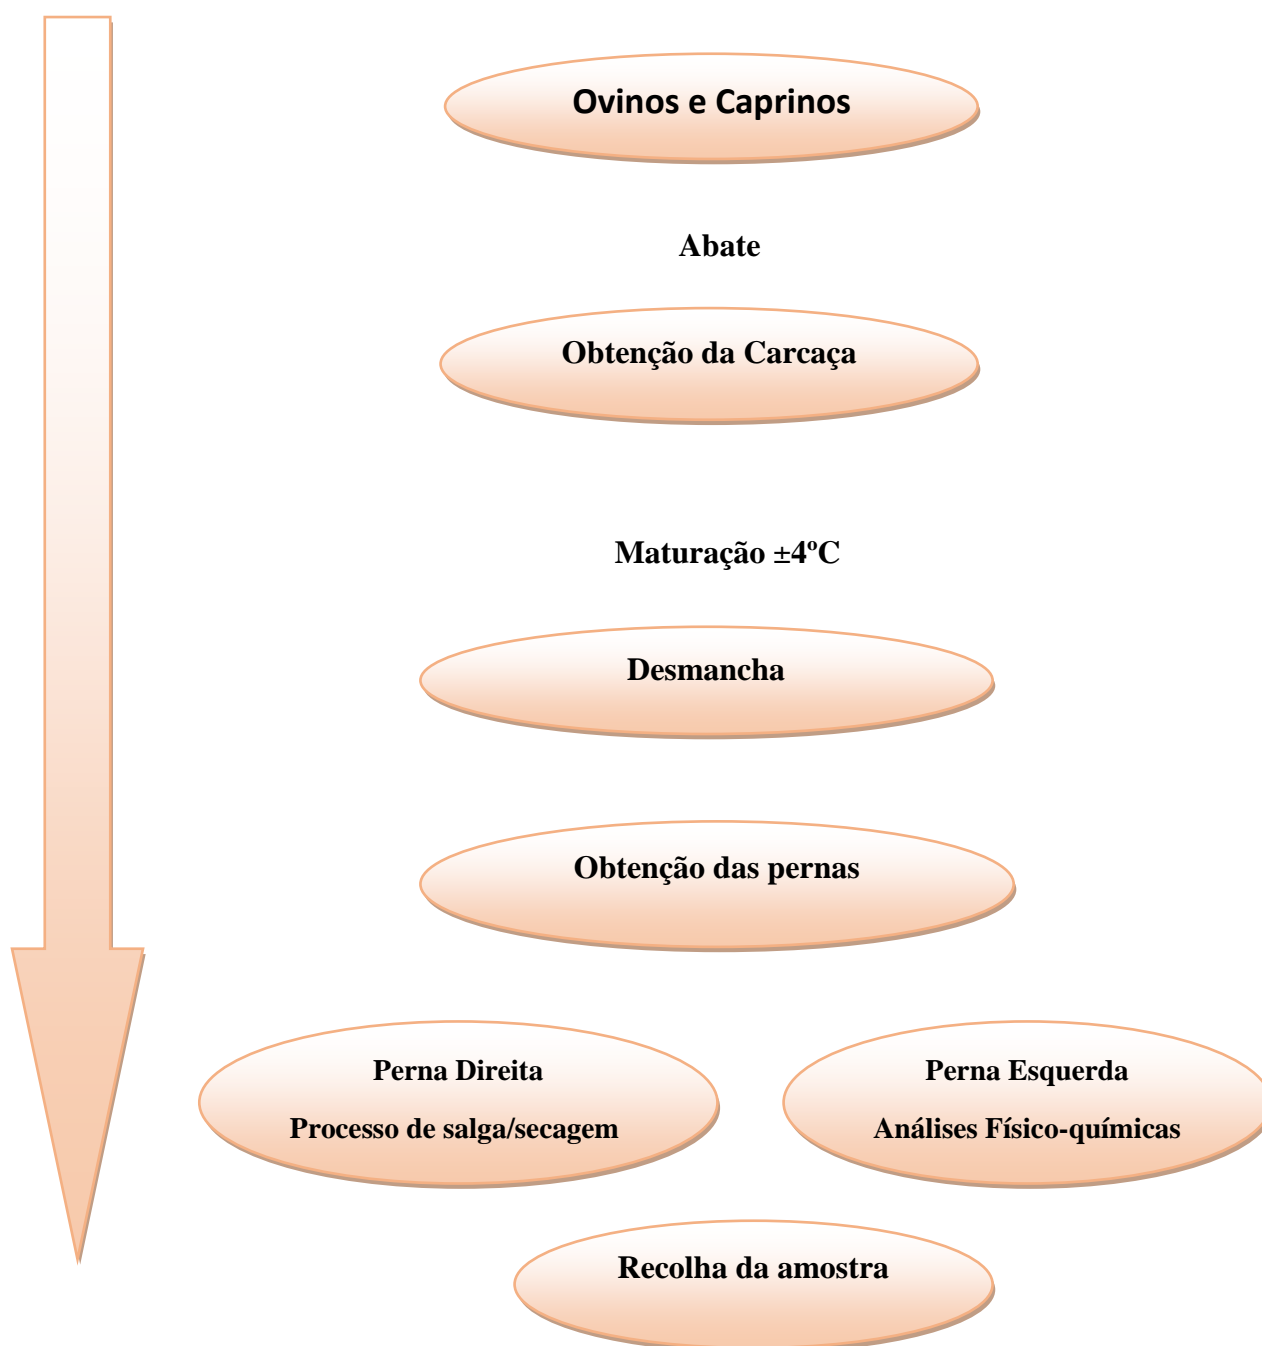 Ovinos e Caprinos
Abate
Obtenção da Carcaça
Maturação ±4ºC
Desmancha
Obtenção das pernas
Perna Direita
Processo de salga/secagem
Perna Esquerda
Análises Físico-químicas
Recolha da amostra